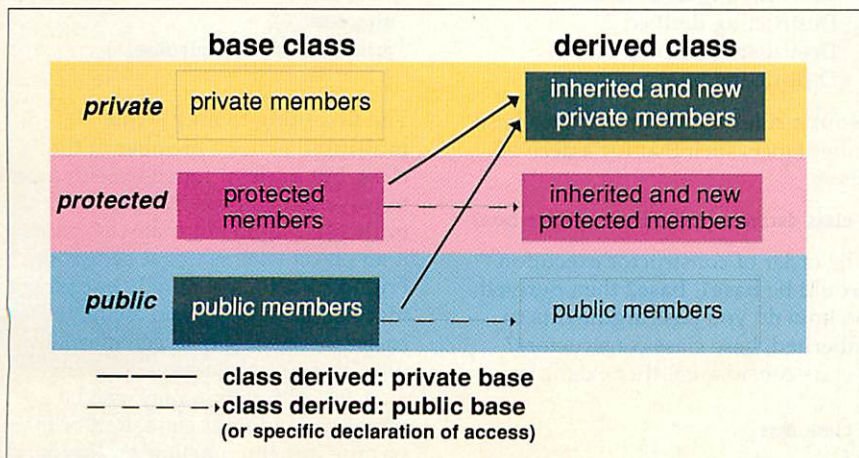 base class
derived class
private
private members
inherited and new
private members
protected
protected
members
inherited and new
protected members
public
public members
public members
class derived: private base
class derived: public base
(or specific declaration of access)